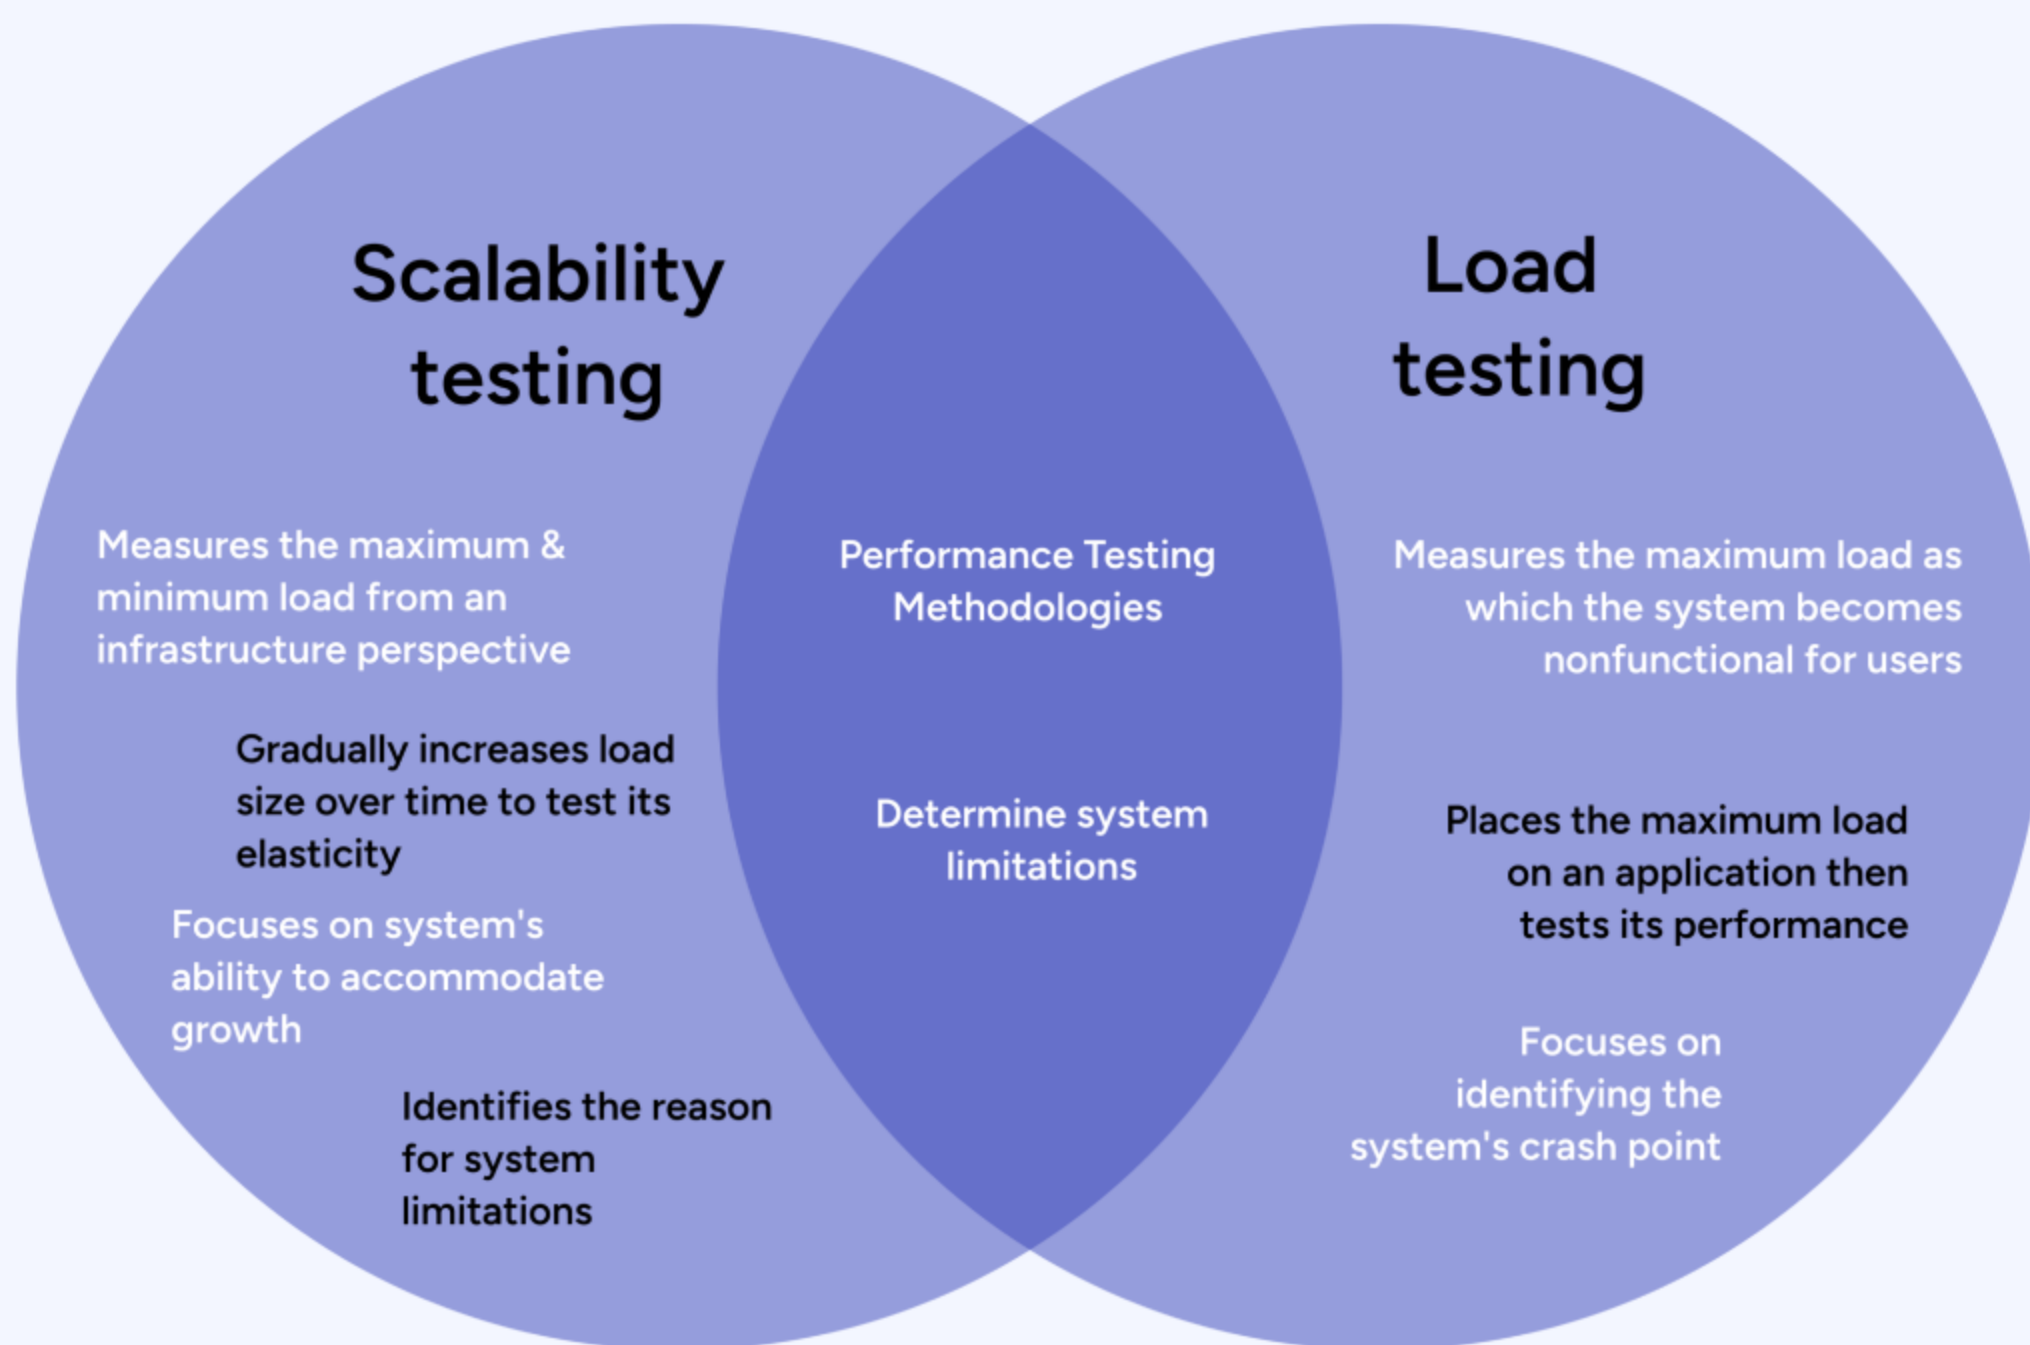 Scalability
testing
Measures the maximum &
minimum load from an
infrastructure perspective
Gradually increases load
size over time to test its
elasticity
Focuses on system's
ability to accommodate
growth
Identifies the reason
for system
limitations
Performance Testing
Methodologies
Determine system
limitations
Load
testing
Measures the maximum load as
which the system becomes
nonfunctional for users
Places the maximum load
on an application then
tests its performance
Focuses on
identifying the
system's crash point